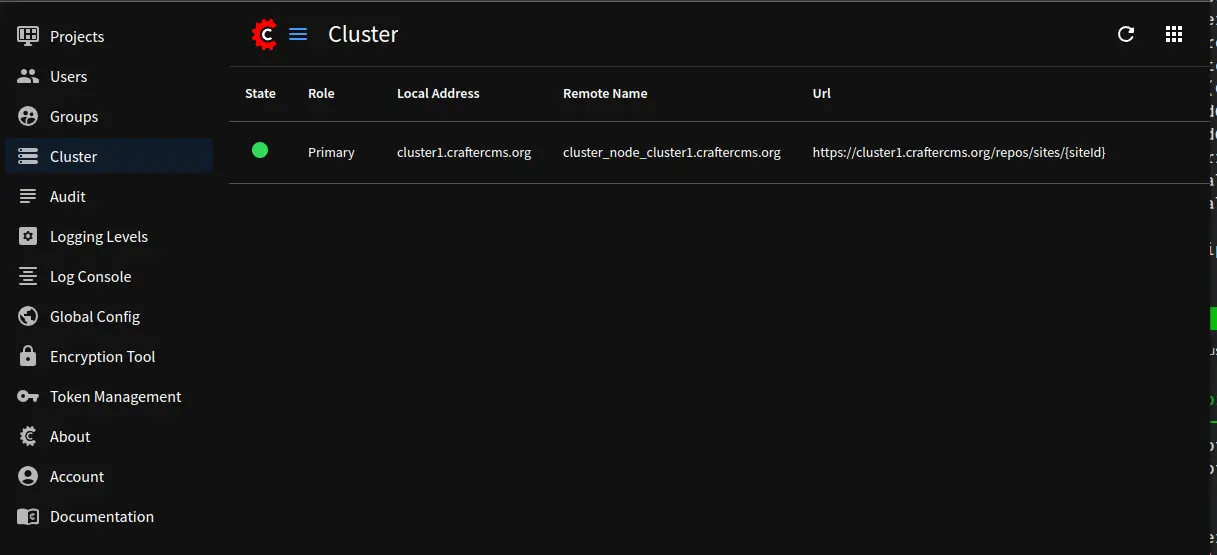 Projects
Users
Groups
Cluster
Audit
Logging Levels
Log Console
Global Config
Encryption Tool
Token Management
About
Account
Documentation
Cluster
State Role Local Address Remote Name Url
Primary cluster1.craftercms.org cluster_node_cluster1.craftercms.org https://cluster1.craftercms.org/repos/sites/{siteId}